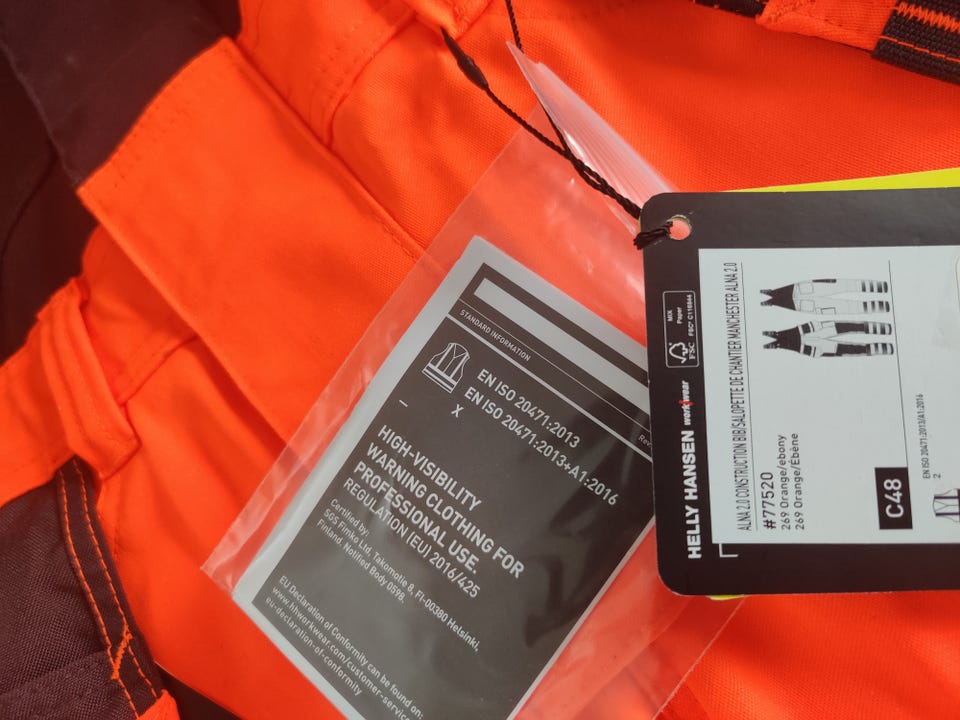 STANDARD INFORMATION
EN ISO 20471:2013
EN ISO 20471:2013+A1:2016
– X
HIGH-VISIBILITY
WARNING CLOTHING FOR
PROFESSIONAL USE.
REGULATION (EU) 2016/425
Certified by:
SGS Fimko Ltd, Takomotie 8, FI-00380 Helsinki,
Finland. Notified Body 0598.
EU Declaration of Conformity can be found on:
www.hhworkwear.com/customer-servic
eu-declaration-of-conformity
Rev
MIX
Paper
FSC® C116866
FSC
HELLY HANSEN workwear
ALNA 2.0 CONSTRUCTION BIB/SALOPETTE DE CHANTIER MANCHESTER ALNA 2.0
#77520
269 Orange/ebony
269 Orange/Ébène
C48
EN ISO 20471:2013/A1:2016
2